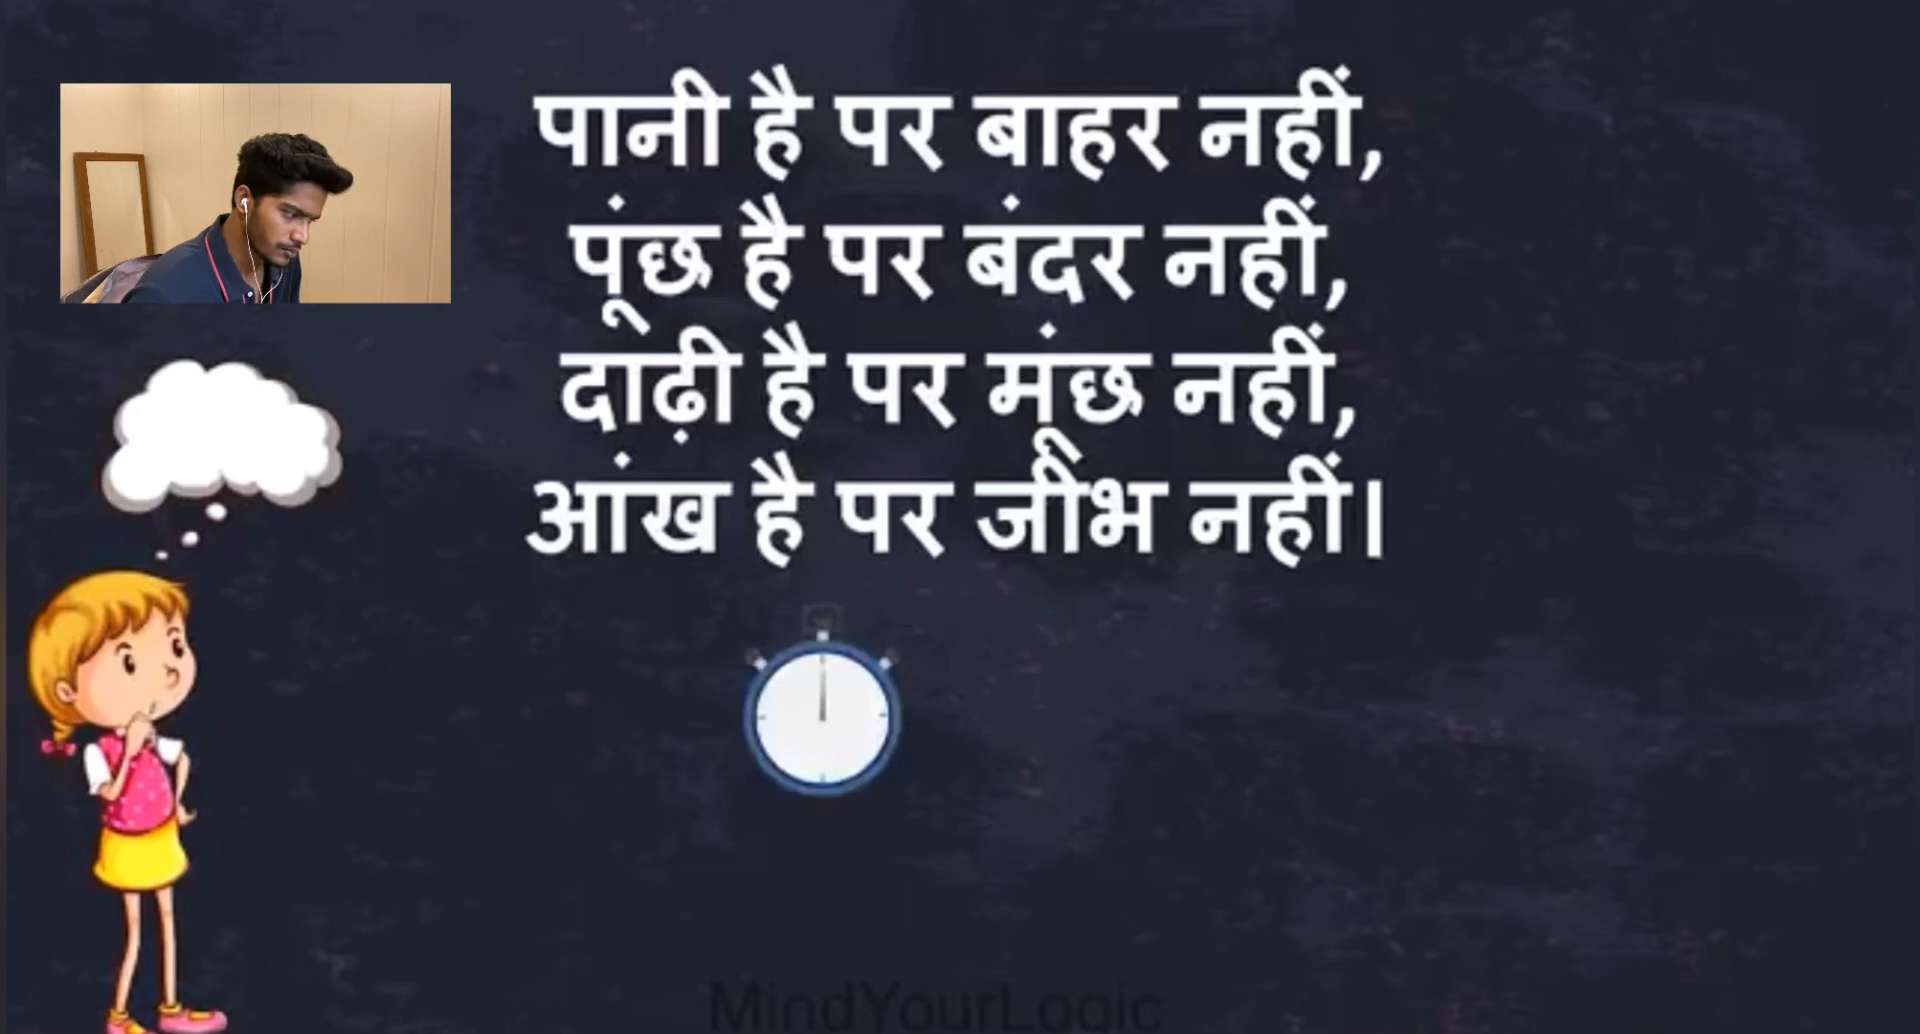 पानी है पर बाहर नहीं,
पूंछ है पर बंदर नहीं,
दाढ़ी है पर मूंछ नहीं,
आंख है पर जीभ नहीं।
MindYourLogic